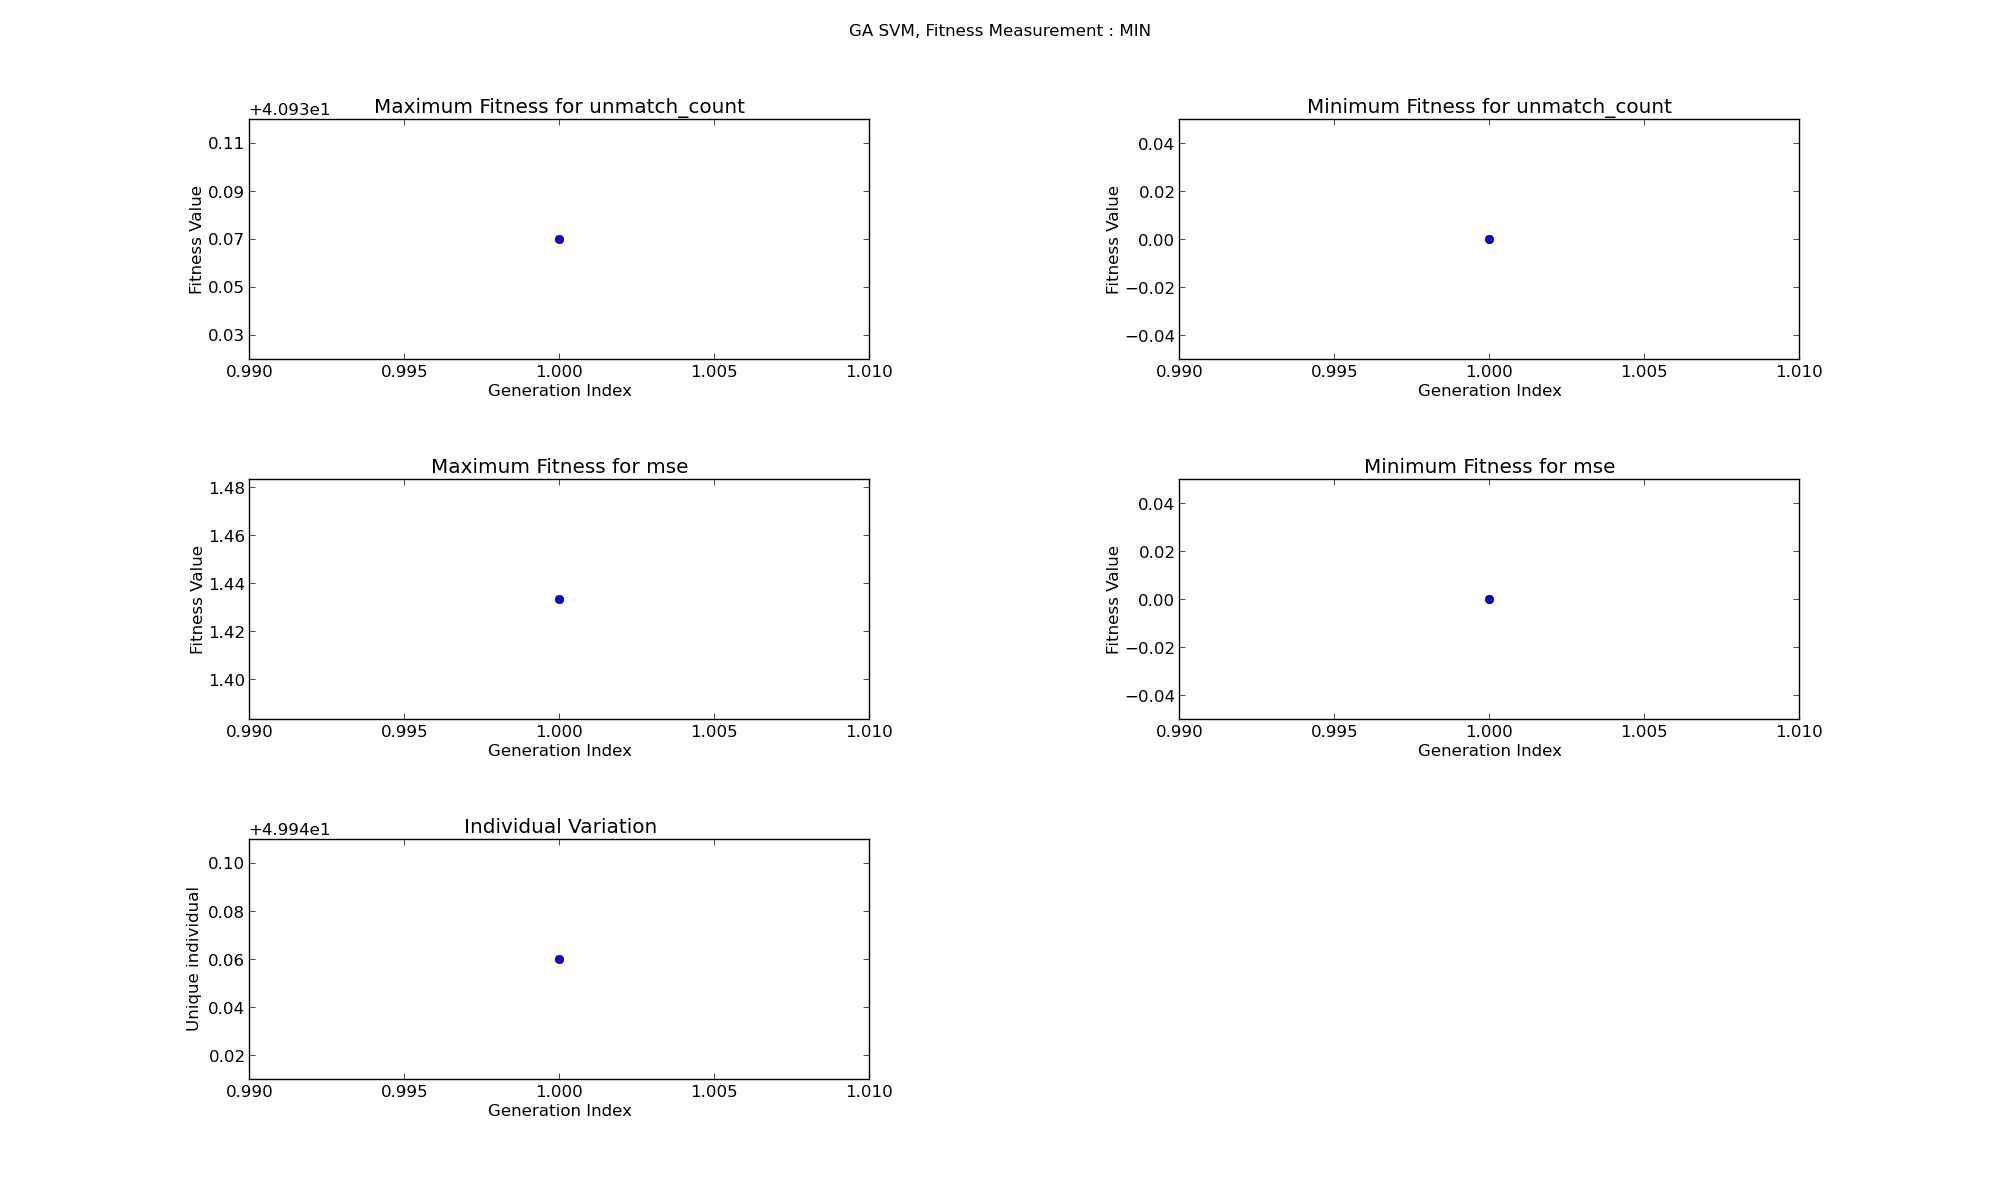 GA SVM, Fitness Measurement : MIN
+4.093e1
Maximum Fitness for unmatch_count
0.11
0.09
0.07
0.05
0.03
Fitness Value
0.990 0.995 1.000 1.005 1.010
Generation Index
Minimum Fitness for unmatch_count
0.04
0.02
0.00
−0.02
−0.04
Fitness Value
0.990 0.995 1.000 1.005 1.010
Generation Index
Maximum Fitness for mse
1.48
1.46
1.44
1.42
1.40
Fitness Value
0.990 0.995 1.000 1.005 1.010
Generation Index
Minimum Fitness for mse
0.04
0.02
0.00
−0.02
−0.04
Fitness Value
0.990 0.995 1.000 1.005 1.010
Generation Index
+4.994e1
Individual Variation
0.10
0.08
0.06
0.04
0.02
Unique individual
0.990 0.995 1.000 1.005 1.010
Generation Index